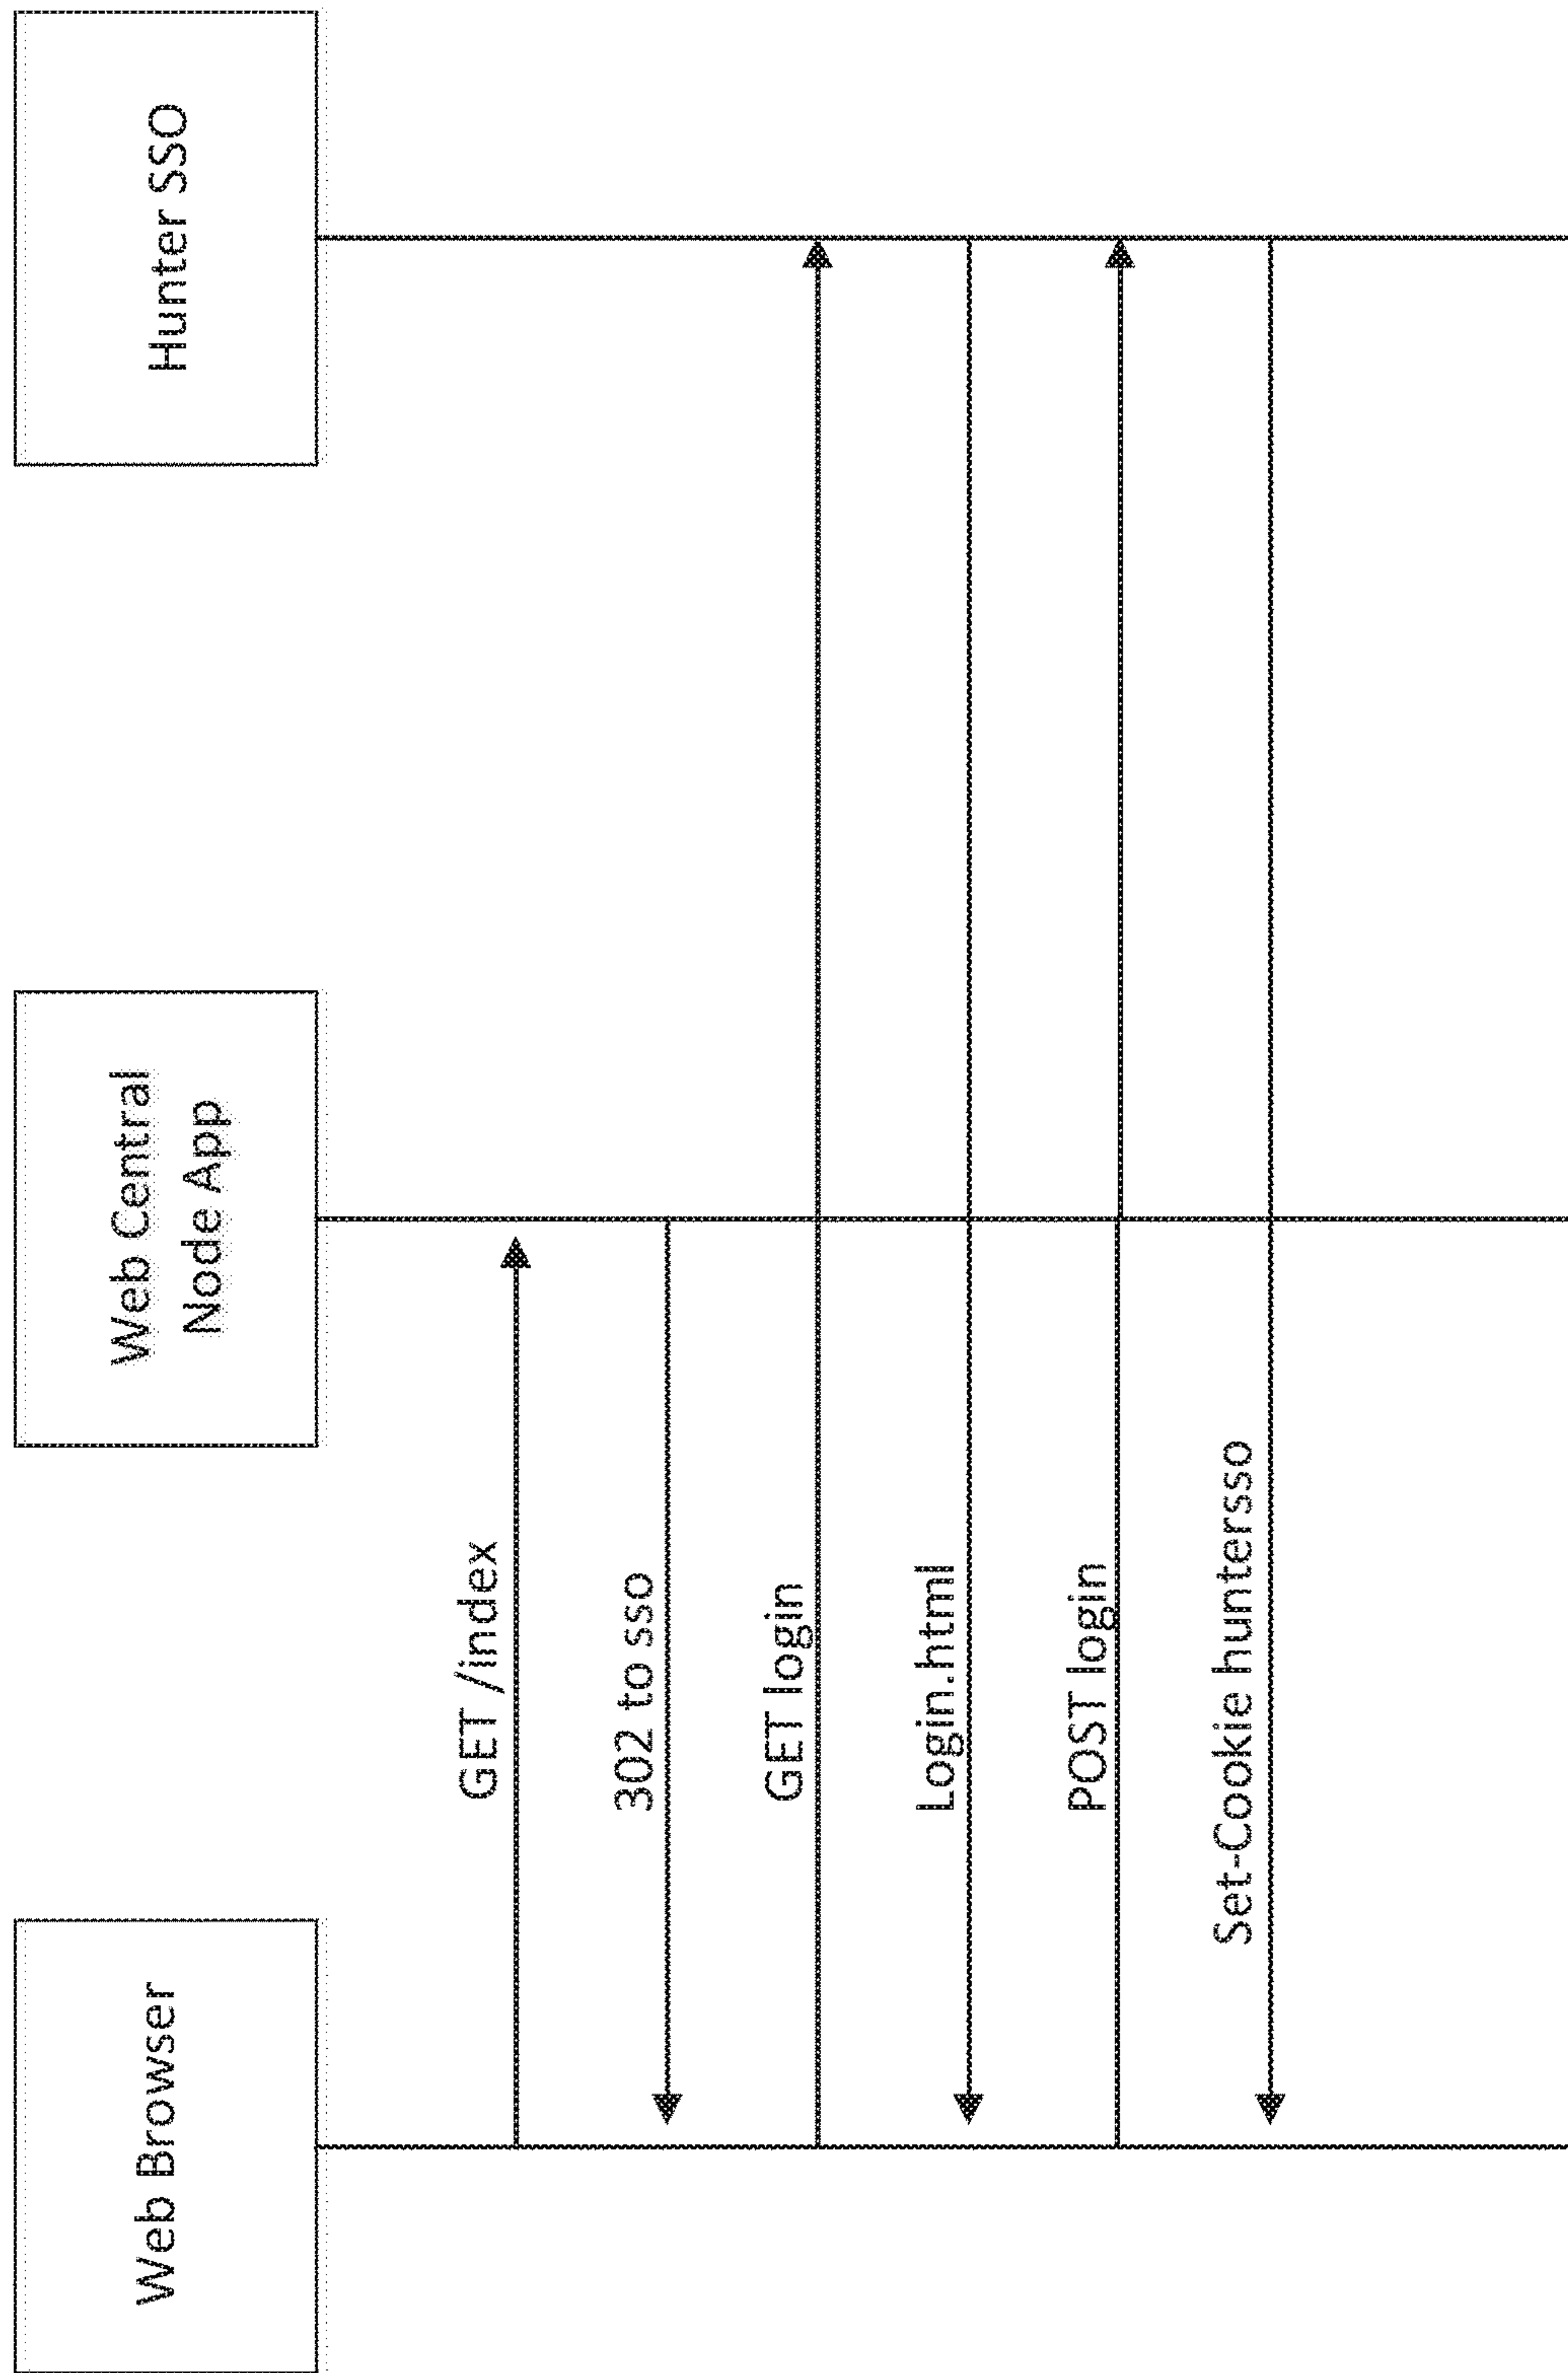 Web Browser
Web Central
Node App
Hunter SSO
GET /index
302 to sso
GET login
Login.html
POST login
Set-Cookie huntersso